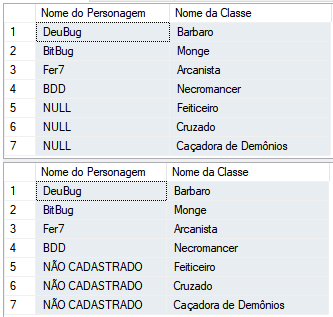 Nome do Personagem Nome da Classe
1 DeuBug Barbaro
2 BitBug Monge
3 Fer7 Arcanista
4 BDD Necromancer
5 NULL Feiticeiro
6 NULL Cruzado
7 NULL Caçadora de Demônios
Nome do Personagem Nome da Classe
1 DeuBug Barbaro
2 BitBug Monge
3 Fer7 Arcanista
4 BDD Necromancer
5 NÃO CADASTRADO Feiticeiro
6 NÃO CADASTRADO Cruzado
7 NÃO CADASTRADO Caçadora de Demônios